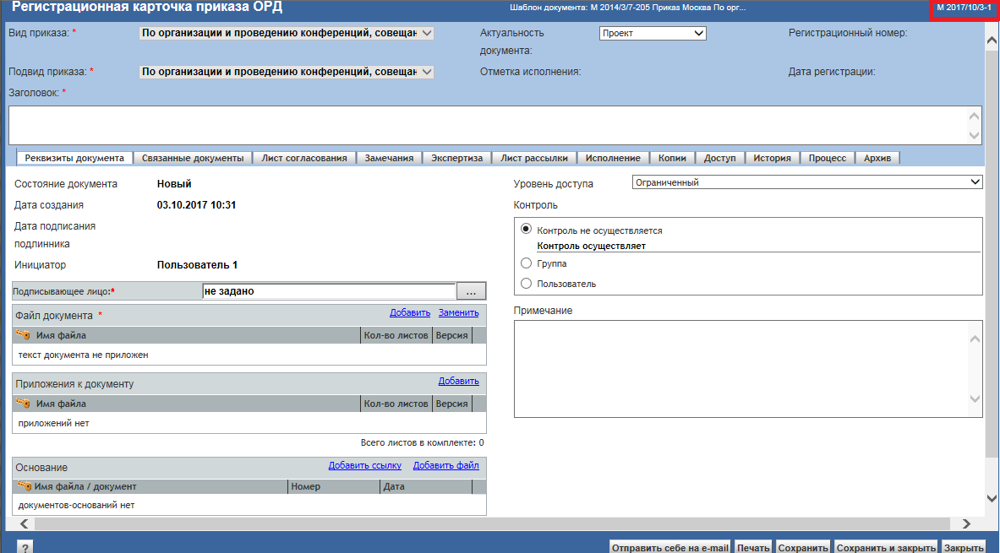 Регистрационная карточка приказа ОРД
Шаблон документа: М 2014/3/7-205 Приказ Москва По орг...
М 2017/10/3-1
Вид приказа: *
По организации и проведению конференций, совещан
Актуальность документа:
Проект
Регистрационный номер:
Подвид приказа: *
По организации и проведению конференций, совещан
Отметка исполнения:
Дата регистрации:
Заголовок: *
Реквизиты документа
Связанные документы
Лист согласования
Замечания
Экспертиза
Лист рассылки
Исполнение
Копии
Доступ
История
Процесс
Архив
Состояние документа
Новый
Дата создания
03.10.2017 10:31
Дата подписания
подлинника
Инициатор
Пользователь 1
Подписывающее лицо:*
не задано
...
Файл документа *
Добавить
Заменить
Имя файла
Кол-во листов
Версия
текст документа не приложен
Приложения к документу
Добавить
Имя файла
Кол-во листов
Версия
приложений нет
Всего листов в комплекте: 0
Основание
Добавить ссылку
Добавить файл
Имя файла / документ
Номер
Дата
документов-оснований нет
Уровень доступа
Ограниченный
Контроль
Контроль не осуществляется
Контроль осуществляет
Группа
Пользователь
Примечание
?
Отправить себе на e-mail
Печать
Сохранить
Сохранить и закрыть
Закрыть